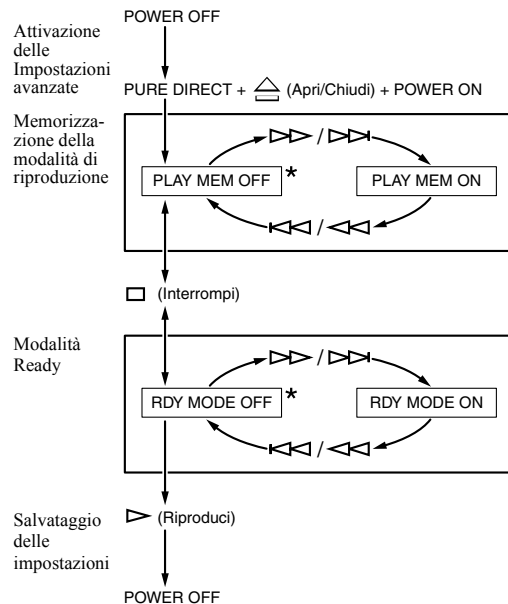 POWER OFF
Attivazione
delle
Impostazioni
avanzate
PURE DIRECT + (Apri/Chiudi) + POWER ON
Memorizza-
zione della
modalità di
riproduzione
/
PLAY MEM OFF *
PLAY MEM ON
/
(Interrompi)
Modalità
Ready
/
RDY MODE OFF *
RDY MODE ON
/
Salvataggio
delle
impostazioni
(Riproduci)
POWER OFF